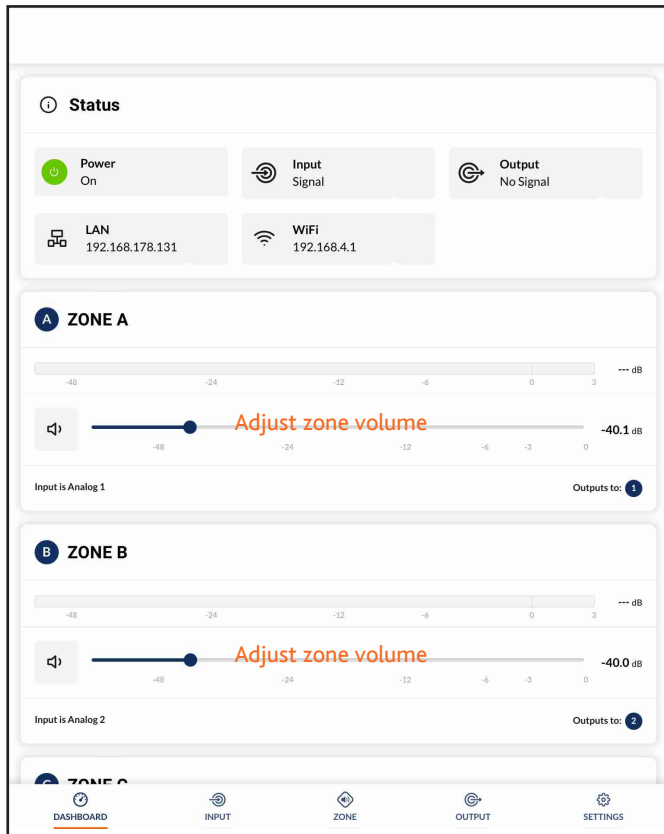 Status
Power
On
Input
Signal
Output
No Signal
LAN
192.168.178.131
WiFi
192.168.4.1
A ZONE A
--- dB
-48 -24 -12 -6 0 3
Adjust zone volume
-40.1 dB
-48 -24 -12 -6 -3 0
Input is Analog 1 Outputs to: 1
B ZONE B
--- dB
-48 -24 -12 -6 0 3
Adjust zone volume
-40.0 dB
-48 -24 -12 -6 -3 0
Input is Analog 2 Outputs to: 2
C ZONE C
DASHBOARD INPUT ZONE OUTPUT SETTINGS